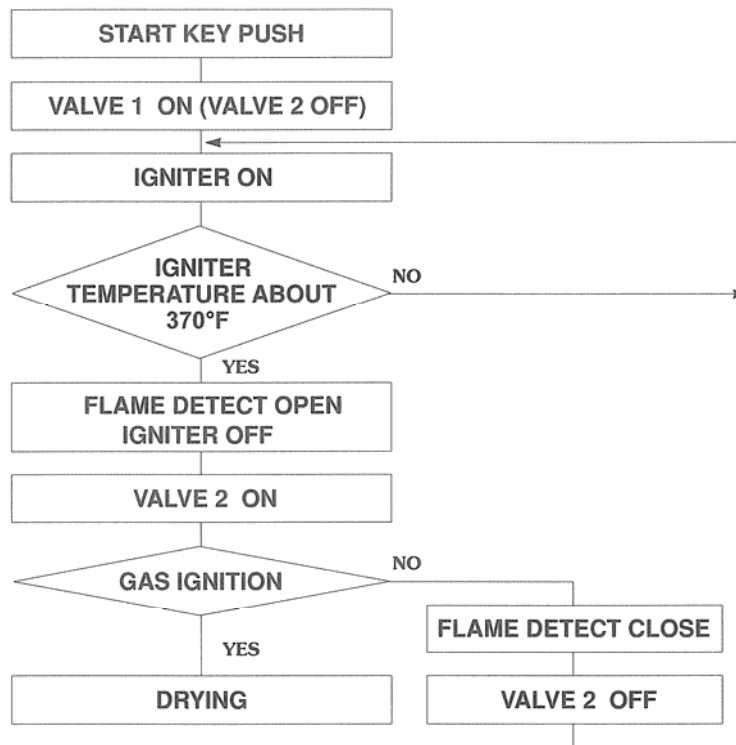 START KEY PUSH
VALVE 1 ON (VALVE 2 OFF)
IGNITER ON
IGNITER
TEMPERATURE ABOUT
370°F
NO
YES
FLAME DETECT OPEN
IGNITER OFF
VALVE 2 ON
GAS IGNITION
NO
YES
FLAME DETECT CLOSE
DRYING
VALVE 2 OFF